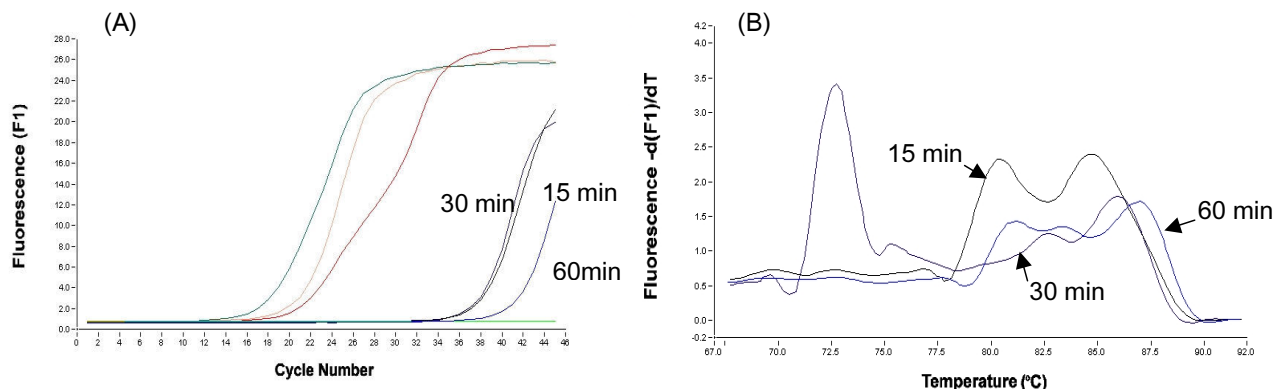 (A)
Fluorescence (F1)
28.0
26.0
24.0
22.0
20.0
18.0
16.0
14.0
12.0
10.0
8.0
6.0
4.0
2.0
0.0
30 min
15 min
60min
0 2 4 6 8 10 12 14 16 18 20 22 24 26 28 30 32 34 36 38 40 42 44 46
Cycle Number
(B)
Fluorescence -d(F1)/dT
4.2
4.0
3.5
3.0
2.5
2.0
1.5
1.0
0.5
0.0
-0.2
15 min
60 min
30 min
67.0 70.0 72.5 75.0 77.5 80.0 82.5 85.0 87.5 90.0 92.0
Temperature (ºC)